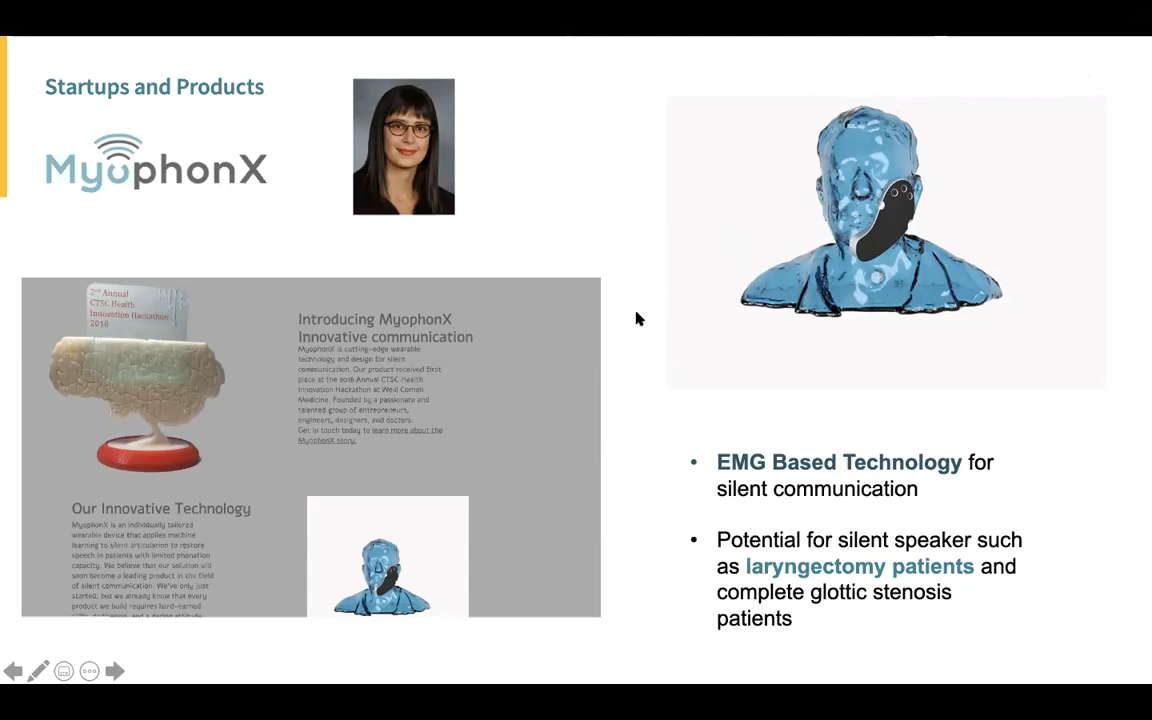 Startups and Products
MyophonX
2nd Annual
CTSC Health
Innovation Hackathon
2016
Introducing MyophonX
Innovative communication
MyophonX is cutting-edge wearable
technology and design for silent
communication. Our product received first
place at the 2016 Annual CTSC Health
Innovation Hackathon at Weill Cornell
Medicine. Founded by a passionate and
talented group of entrepreneurs,
engineers, designers, and doctors.
Get in touch today to learn more about the
MyophonX story.
Our Innovative Technology
MyophonX is an individually tailored
wearable device that applies machine
learning to silent articulation to restore
speech in patients with limited phonation
capacity. We believe that our solution will
soon become a leading product in the field
of silent communication. We've only just
started, but we already know that every
product we build requires hard-earned
skills, dedication, and a daring attitude.
• EMG Based Technology for
silent communication
• Potential for silent speaker such
as laryngectomy patients and
complete glottic stenosis
patients